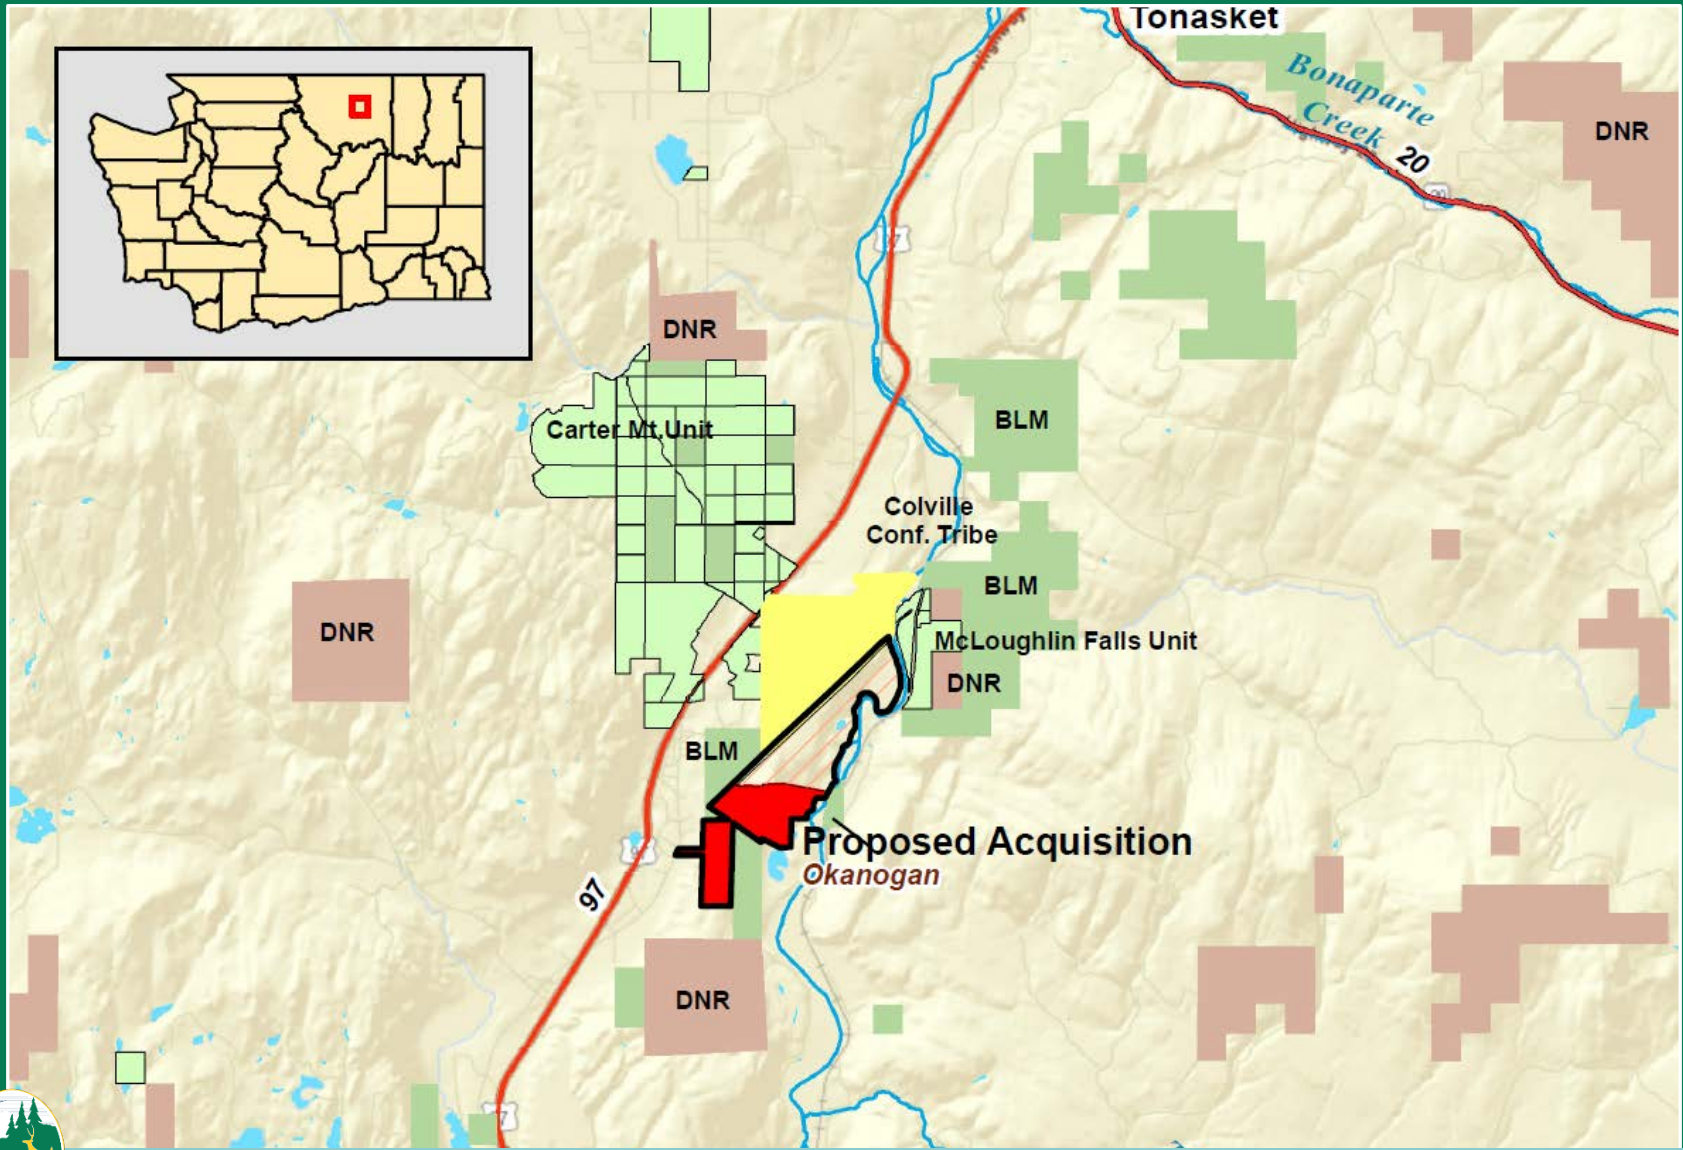 Tonasket
Bonaparte
Creek
20
DNR
DNR
Carter Mt.Unit
BLM
Colville
Conf. Tribe
BLM
DNR
McLoughlin Falls Unit
DNR
BLM
Proposed Acquisition
Okanogan
97
DNR